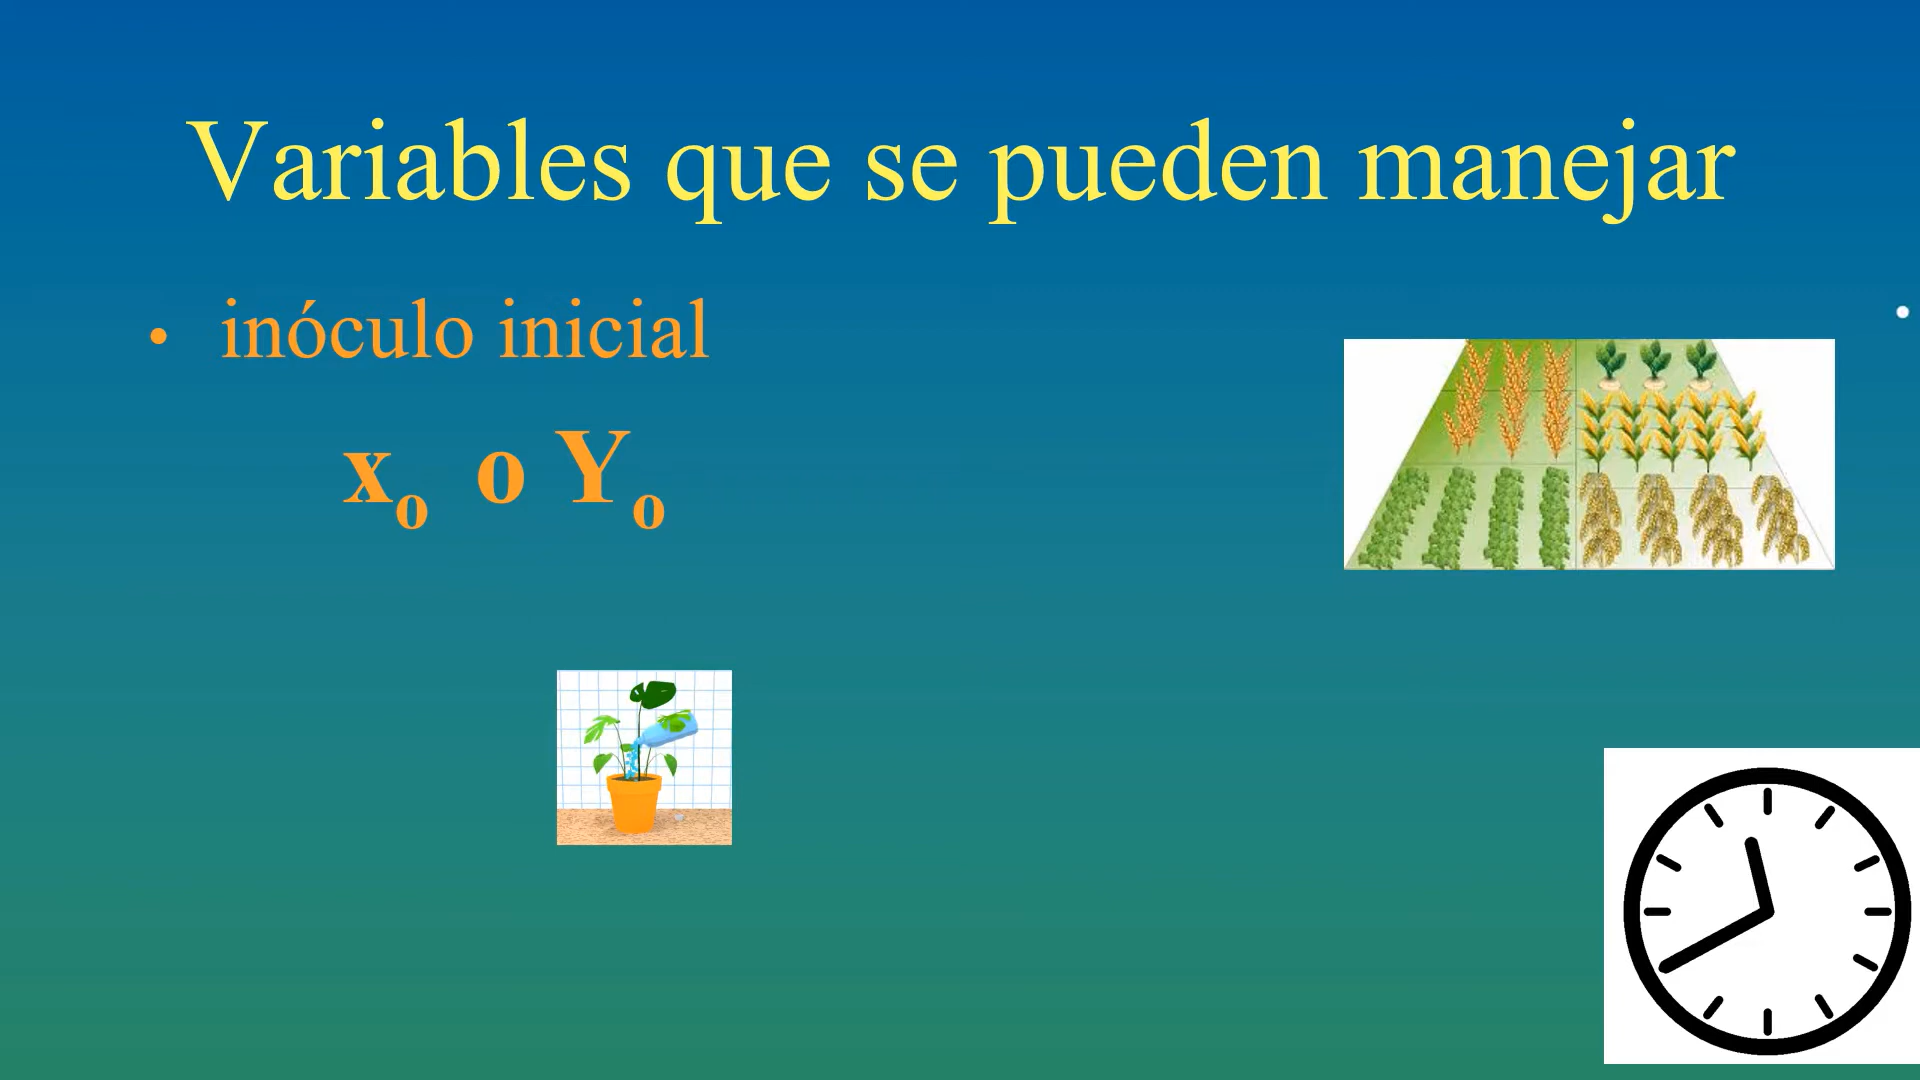 Variables que se pueden manejar
• inóculo inicial
xₒ o Yₒ